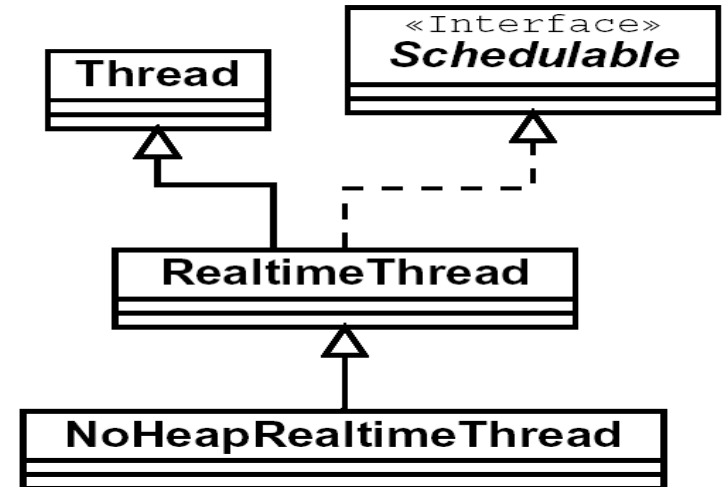 «Interface»
Schedulable
Thread
RealtimeThread
NoHeapRealtimeThread